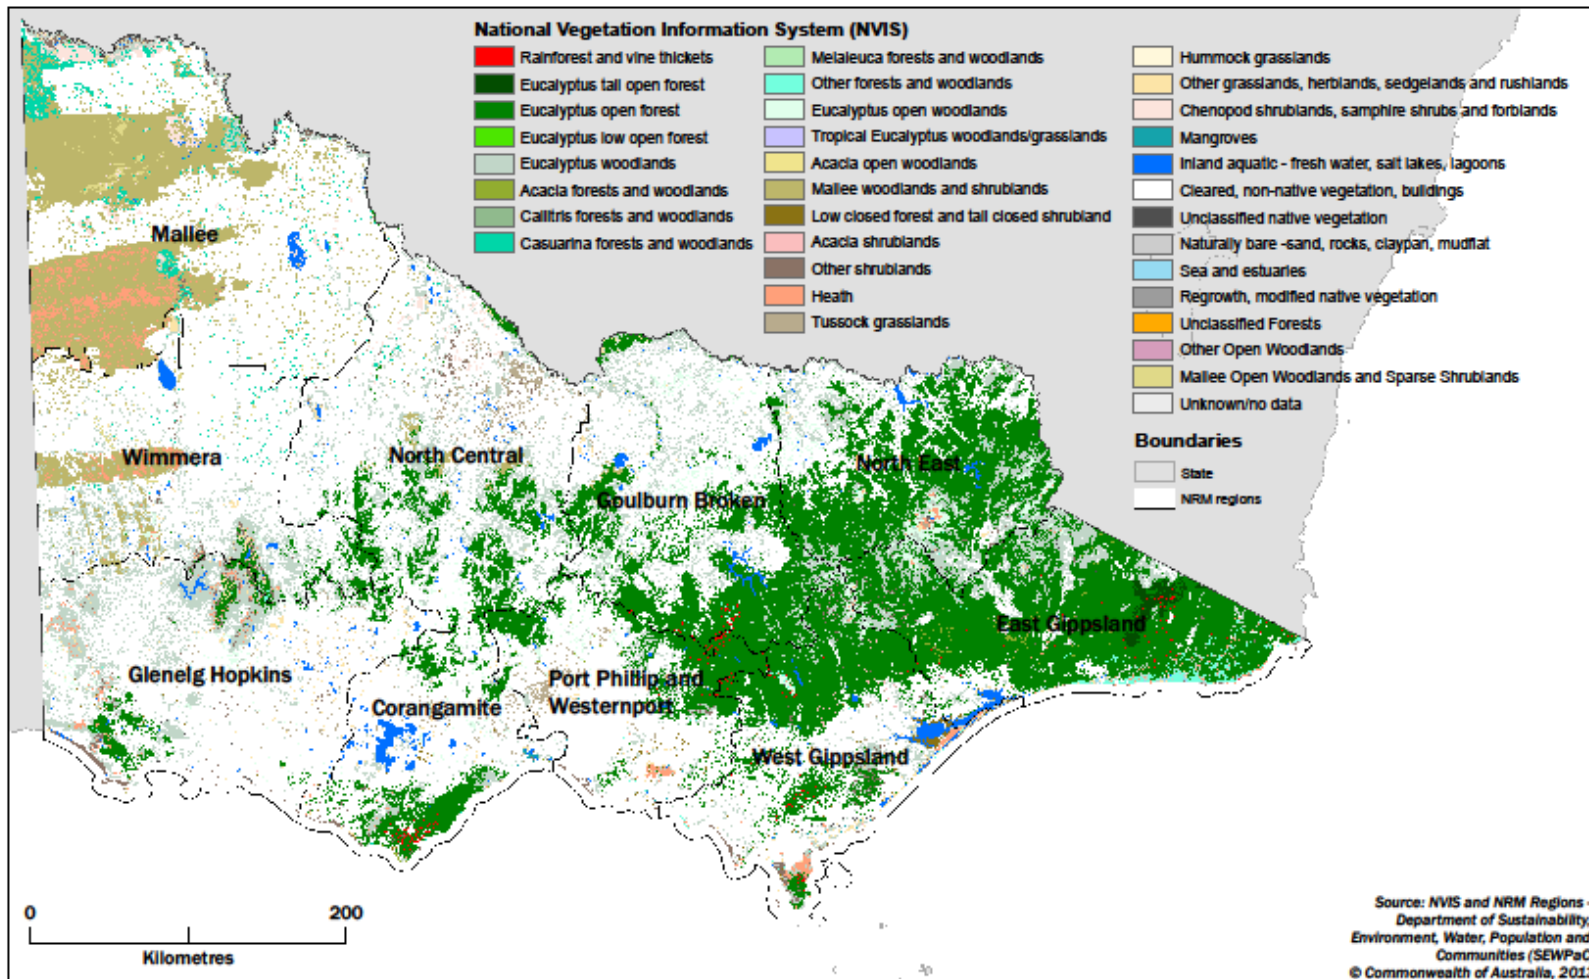 National Vegetation Information System (NVIS)
Rainforest and vine thickets
Eucalyptus tall open forest
Eucalyptus open forest
Eucalyptus low open forest
Eucalyptus woodlands
Acacia forests and woodlands
Callitris forests and woodlands
Casuarina forests and woodlands
Melaleuca forests and woodlands
Other forests and woodlands
Eucalyptus open woodlands
Tropical Eucalyptus woodlands/grasslands
Acacia open woodlands
Mallee woodlands and shrublands
Low closed forest and tall closed shrubland
Acacia shrublands
Other shrublands
Heath
Tussock grasslands
Hummock grasslands
Other grasslands, herblands, sedgelands and rushlands
Chenopod shrublands, samphire shrubs and forblands
Mangroves
Inland aquatic - fresh water, salt lakes, lagoons
Cleared, non-native vegetation, buildings
Unclassified native vegetation
Naturally bare -sand, rocks, claypan, mudflat
Sea and estuaries
Regrowth, modified native vegetation
Unclassified Forests
Other Open Woodlands
Mallee Open Woodlands and Sparse Shrublands
Unknown/no data
Boundaries
State
NRM regions
Mallee
Wimmera
North Central
North East
Goulburn Broken
East Gippsland
Glenelg Hopkins
Corangamite
Port Phillip and
Westernport
West Gippsland
0 200
Kilometres
Source: NVIS and NRM Regions -
Department of Sustainability,
Environment, Water, Population and
Communities (SEWPaC
© Commonwealth of Australia, 201